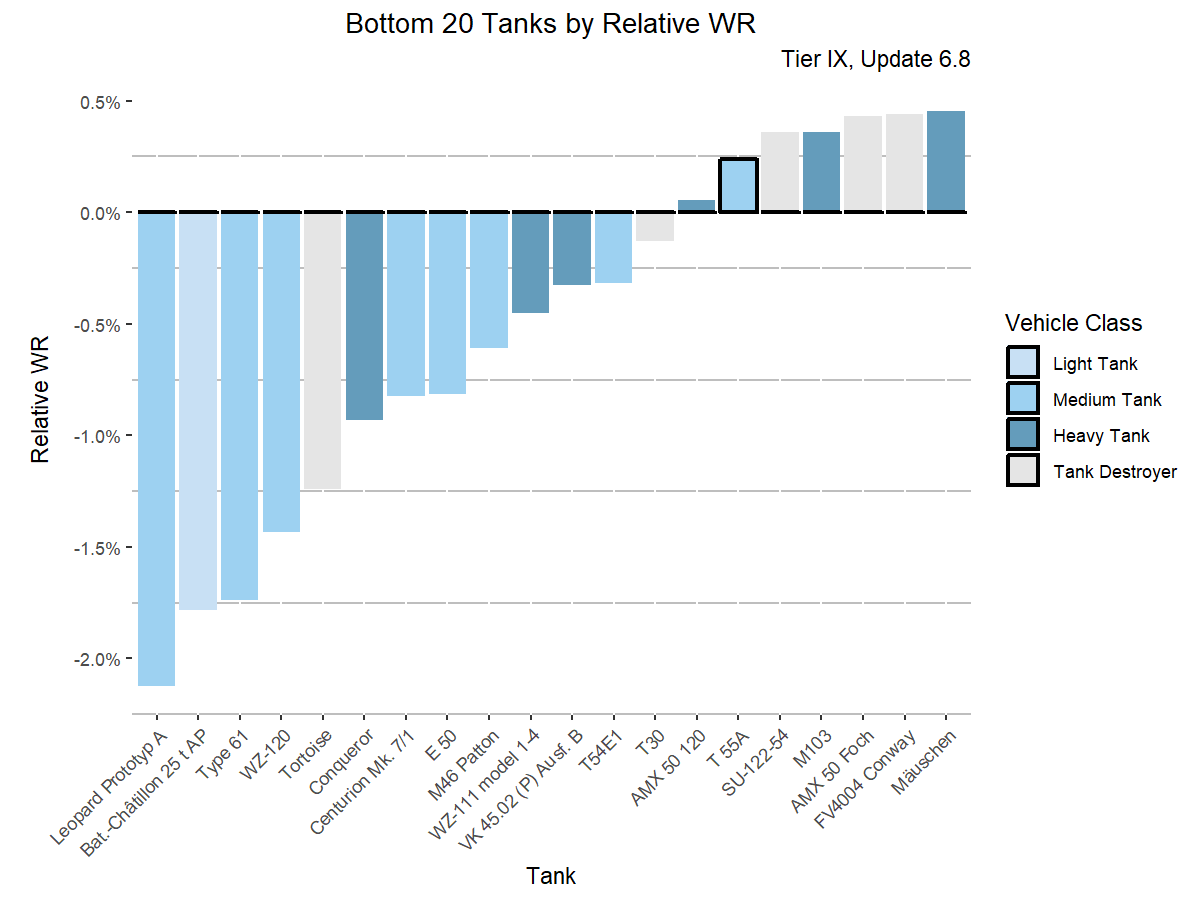 Bottom 20 Tanks by Relative WR
Tier IX, Update 6.8
Relative WR
0.5%
0.0%
-0.5%
-1.0%
-1.5%
-2.0%
Leopard Prototyp A
Bat.-Châtillon 25 t AP
Type 61
WZ-120
Tortoise
Conqueror
Centurion Mk. 7/1
E 50
M46 Patton
WZ-111 model 1-4
VK 45.02 (P) Ausf. B
T54E1
T30
AMX 50 120
T 55A
SU-122-54
M103
AMX 50 Foch
FV4004 Conway
Mäuschen
Tank
Vehicle Class
Light Tank
Medium Tank
Heavy Tank
Tank Destroyer